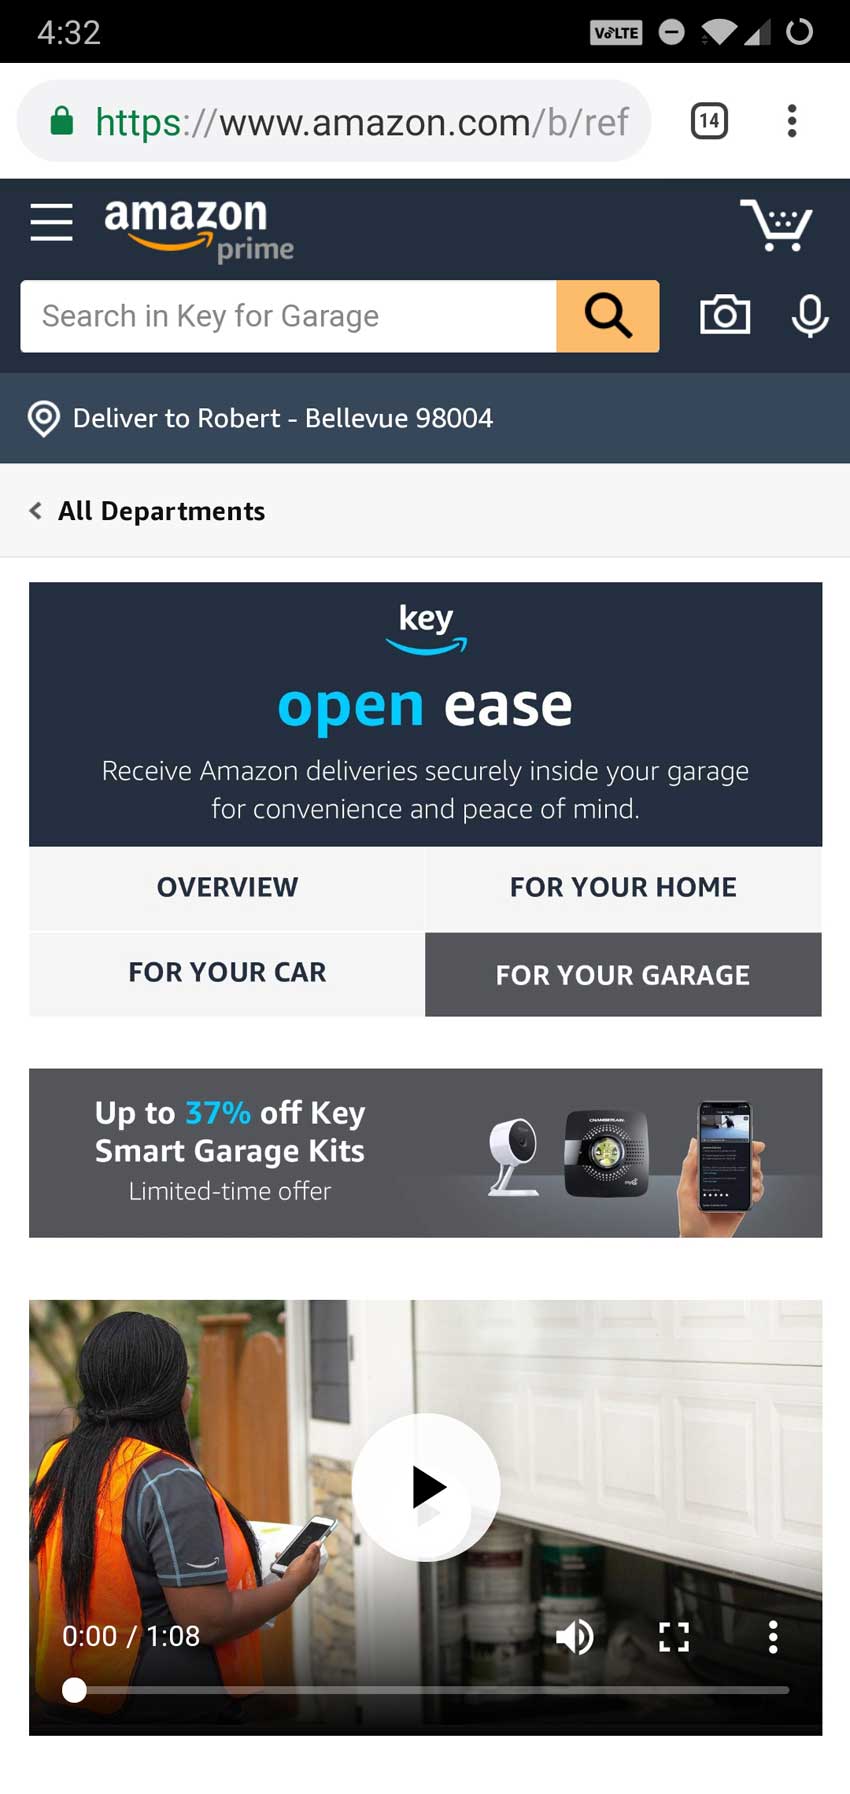 4:32
VoLTE
https://www.amazon.com/b/ref
14
amazon
prime
Search in Key for Garage
Deliver to Robert - Bellevue 98004
All Departments
key
open ease
Receive Amazon deliveries securely inside your garage
for convenience and peace of mind.
OVERVIEW
FOR YOUR HOME
FOR YOUR CAR
FOR YOUR GARAGE
Up to 37% off Key
Smart Garage Kits
Limited-time offer
CHAMBERLAIN
myQ
0:00 / 1:08